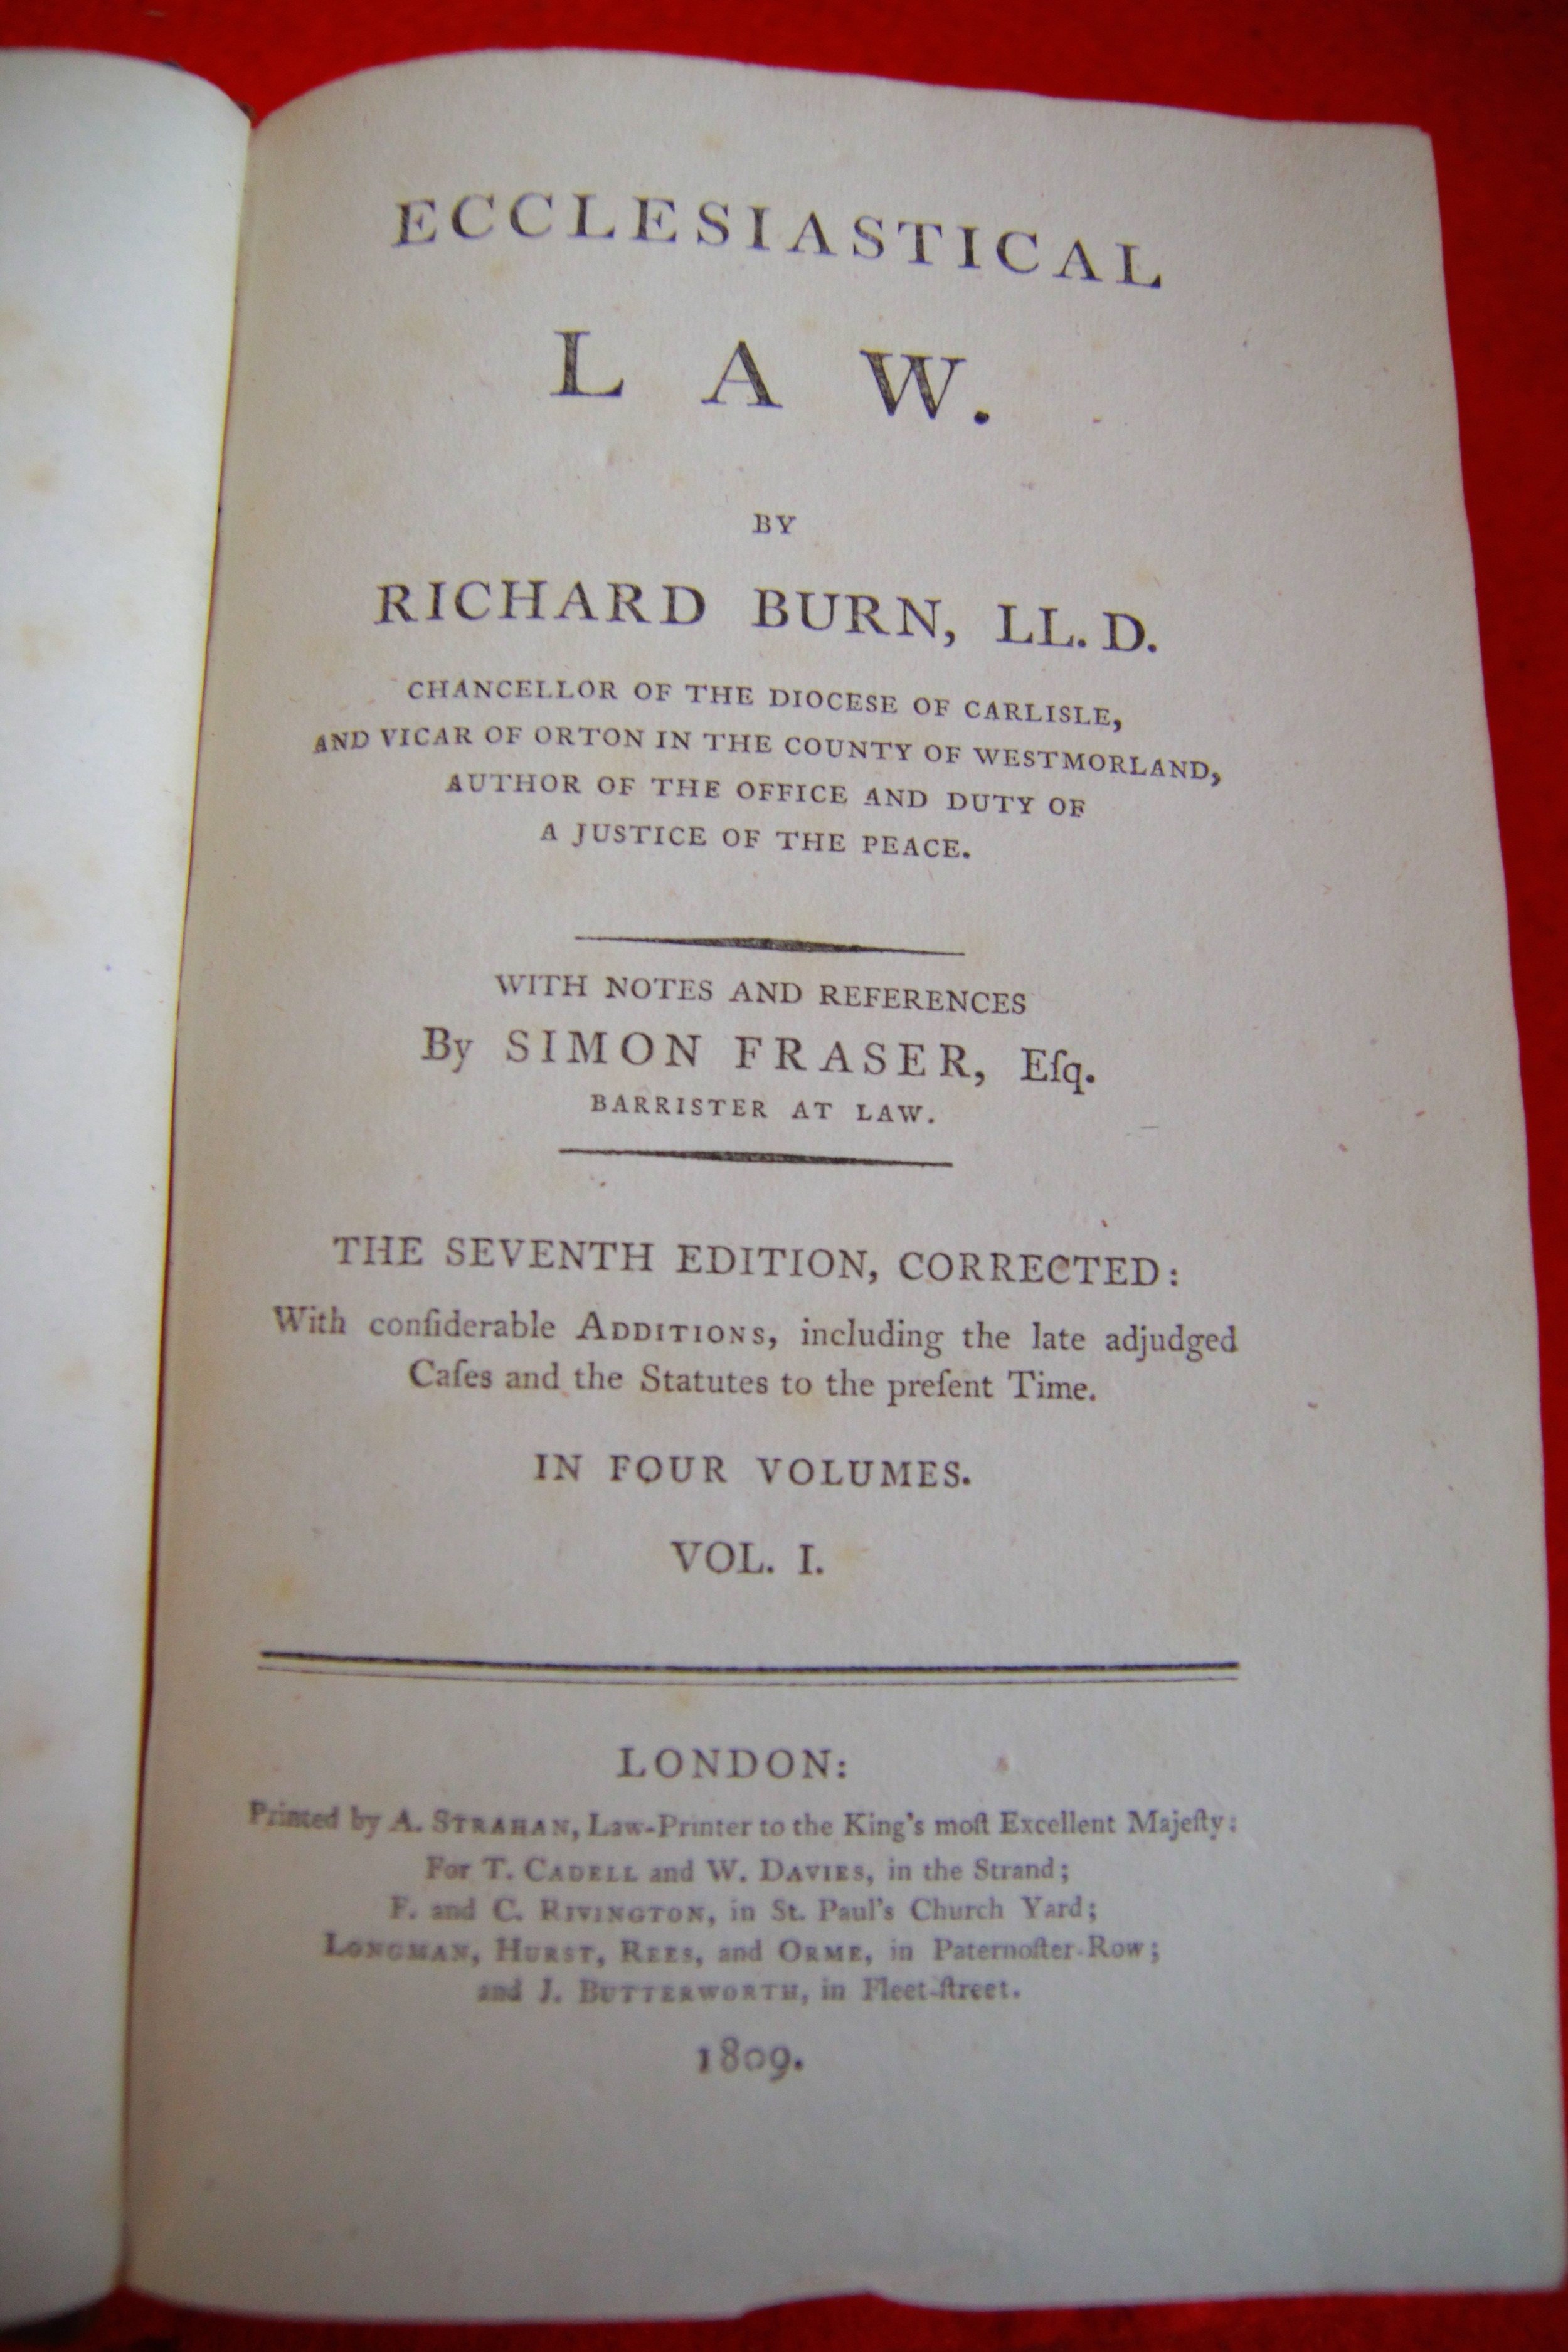 ECCLESIASTICAL
LAW.
BY
RICHARD BURN, LL. D.
CHANCELLOR OF THE DIOCESE OF CARLISLE,
AND VICAR OF ORTON IN THE COUNTY OF WESTMORLAND,
AUTHOR OF THE OFFICE AND DUTY OF
A JUSTICE OF THE PEACE.
WITH NOTES AND REFERENCES
By SIMON FRASER, Eſq.
BARRISTER AT LAW.
THE SEVENTH EDITION, CORRECTED:
With conſiderable ADDITIONS, including the late adjudged
Caſes and the Statutes to the preſent Time.
IN FOUR VOLUMES.
VOL. I.
LONDON:
Printed by A. STRAHAN, Law-Printer to the King's moſt Excellent Majeſty:
For T. CADELL and W. DAVIES, in the Strand;
F. and C. RIVINGTON, in St. Paul's Church Yard;
LONGMAN, HURST, REES, and ORME, in Paternoſter-Row;
and J. BUTTERWORTH, in Fleet-ſtreet.
1809.